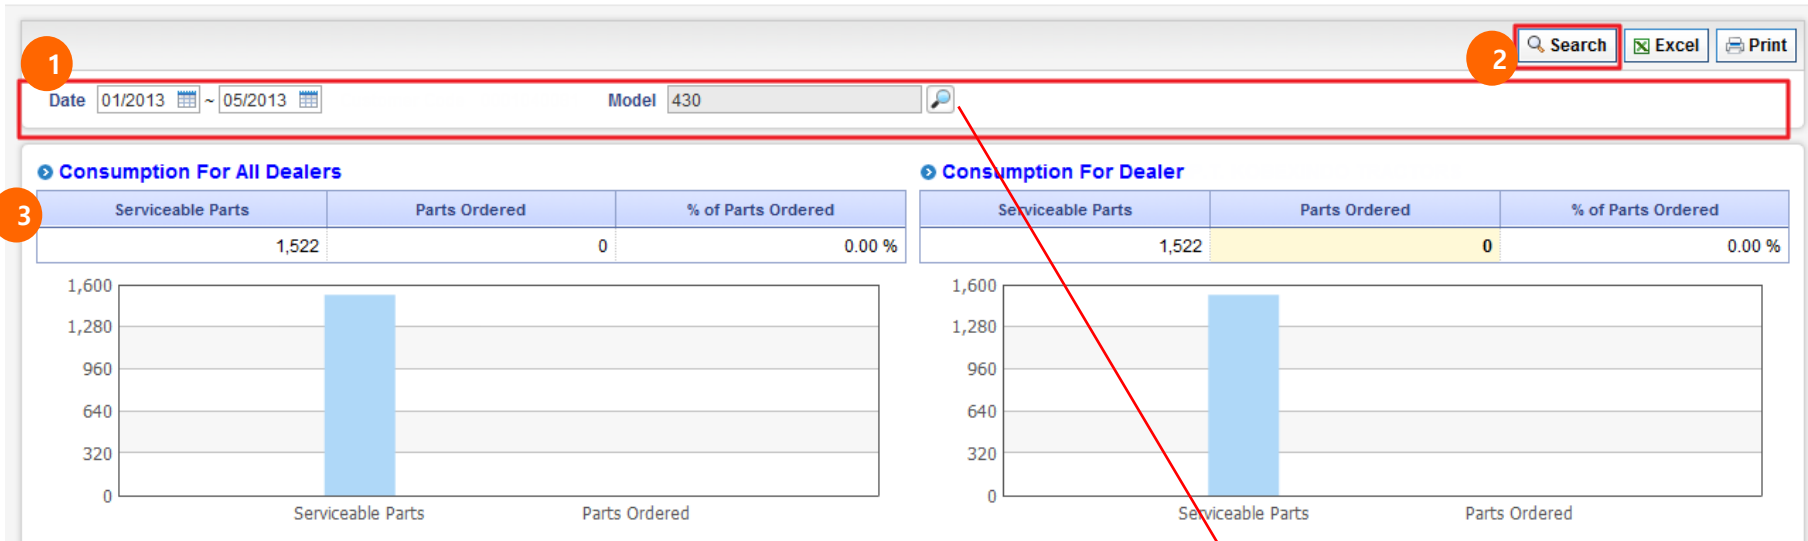 1
2
Search Excel Print
Date 01/2013 ~ 05/2013 Model 430
Consumption For All Dealers
3
Serviceable Parts Parts Ordered % of Parts Ordered
1,522 0 0.00 %
1,600
1,280
960
640
320
0
Serviceable Parts Parts Ordered
Consumption For Dealer
Serviceable Parts Parts Ordered % of Parts Ordered
1,522 0 0.00 %
1,600
1,280
960
640
320
0
Serviceable Parts Parts Ordered